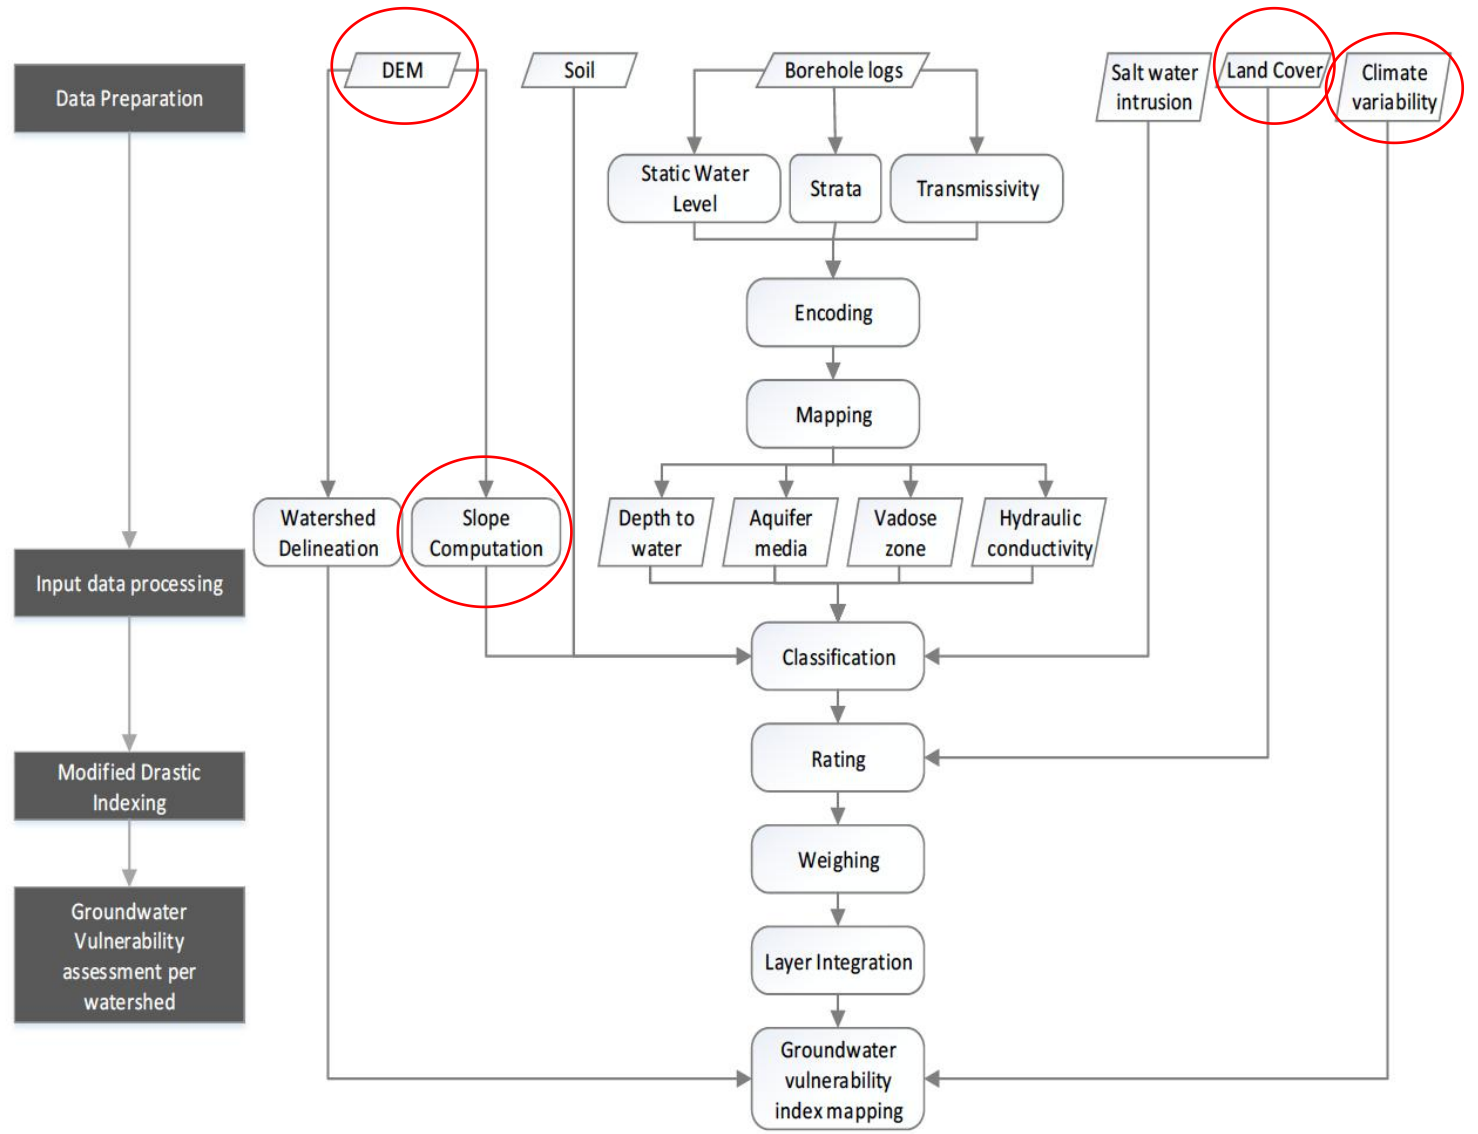 DEM
Soil
Borehole logs
Salt water
intrusion
Land Cover
Climate
variability
Data Preparation
Static Water
Level
Strata
Transmissivity
Encoding
Mapping
Watershed
Delineation
Slope
Computation
Depth to
water
Aquifer
media
Vadose
zone
Hydraulic
conductivity
Input data processing
Classification
Rating
Modified Drastic
Indexing
Weighing
Groundwater
Vulnerability
assessment per
watershed
Layer Integration
Groundwater
vulnerability
index mapping